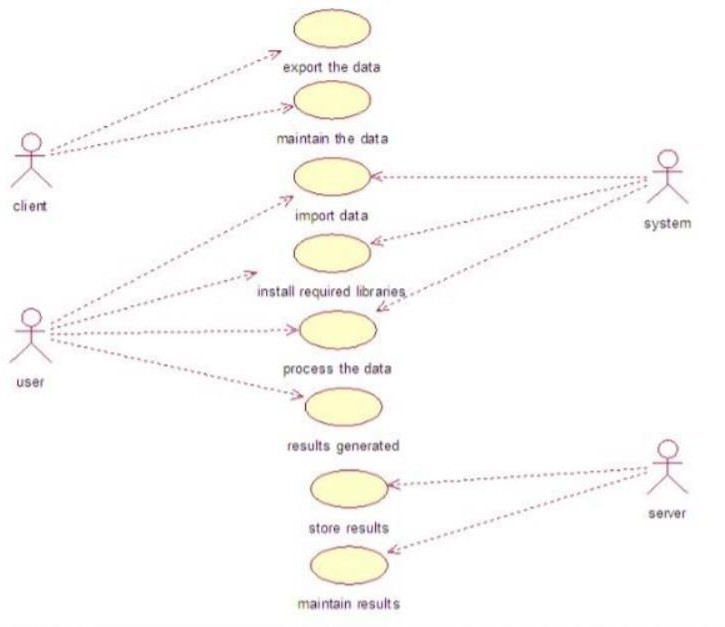 export the data
maintain the data
client
import data
system
install required libraries
process the data
user
results generated
store results
server
maintain results